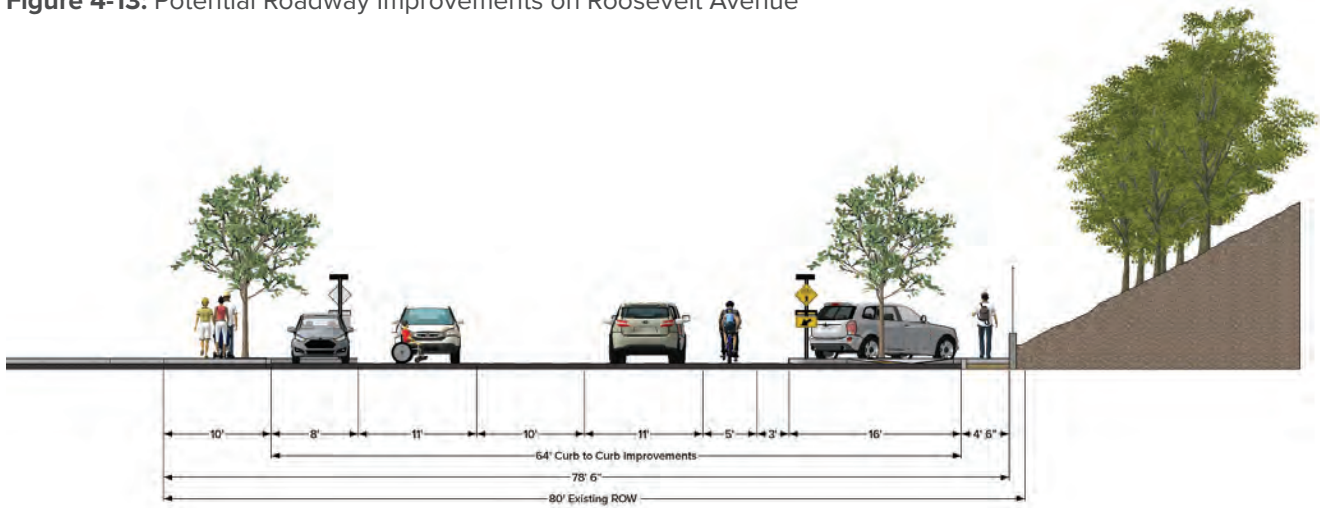 Figure 4-13: Potential Roadway Improvements on Roosevelt Avenue
10' 8' 11' 10' 11' 5' 3' 16' 4' 6"
64' Curb to Curb Improvements
78' 6"
80' Existing ROW